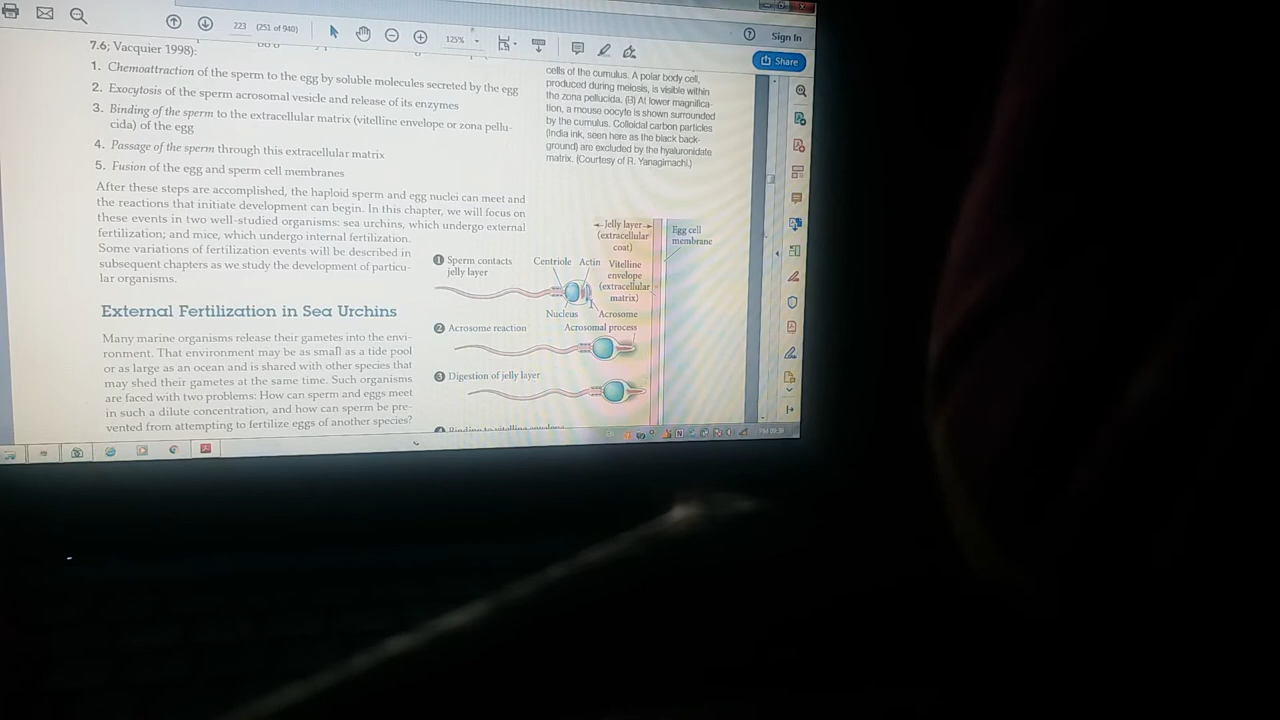 223
(251 of 940)
125%
Sign In
Share
7.6; Vacquier 1998):
1. Chemoattraction of the sperm to the egg by soluble molecules secreted by the egg
2. Exocytosis of the sperm acrosomal vesicle and release of its enzymes
3. Binding of the sperm to the extracellular matrix (vitelline envelope or zona pellu-
cida) of the egg
4. Passage of the sperm through this extracellular matrix
5. Fusion of the egg and sperm cell membranes
After these steps are accomplished, the haploid sperm and egg nuclei can meet and
the reactions that initiate development can begin. In this chapter, we will focus on
these events in two well-studied organisms: sea urchins, which undergo external
fertilization; and mice, which undergo internal fertilization.
Some variations of fertilization events will be described in
subsequent chapters as we study the development of particu-
lar organisms.
External Fertilization in Sea Urchins
Many marine organisms release their gametes into the envi-
ronment. That environment may be as small as a tide pool
or as large as an ocean and is shared with other species that
may shed their gametes at the same time. Such organisms
are faced with two problems: How can sperm and eggs meet
in such a dilute concentration, and how can sperm be pre-
vented from attempting to fertilize eggs of another species?
cells of the cumulus. A polar body cell,
produced during meiosis, is visible within
the zona pellucida. (B) At lower magnifica-
tion, a mouse oocyte is shown surrounded
by the cumulus. Colloidal carbon particles
(India ink, seen here as the black back-
ground) are excluded by the hyaluronidate
matrix. (Courtesy of R. Yanagimachi.)
Jelly layer
(extracellular
coat)
Egg cell
membrane
1 Sperm contacts
jelly layer
Centriole
Actin
Vitelline
envelope
(extracellular
matrix)
Nucleus
Acrosome
2 Acrosome reaction
Acrosomal process
3 Digestion of jelly layer
4 Binding to vitelline envelope